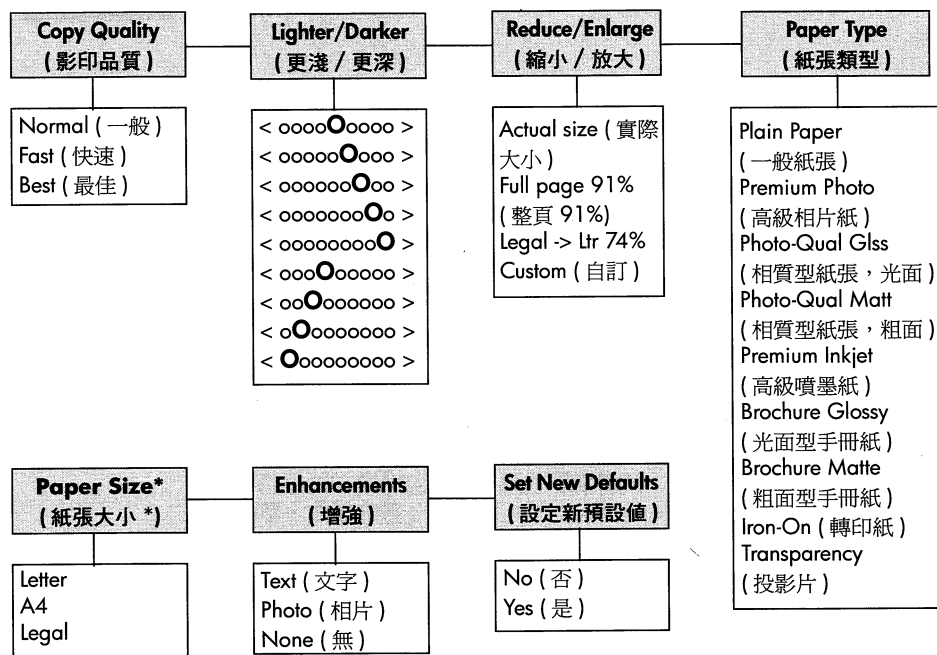 Copy Quality
(影印品質)
Normal (一般)
Fast (快速)
Best (最佳)
Lighter/Darker
(更淺 / 更深)
< ooooOoooo >
< oooooOooo >
< ooooooOoo >
< oooooooOo >
< ooooooooO >
< oooOooooo >
< ooOoooooo >
< oOooooooo >
< Ooooooooo >
Reduce/Enlarge
(縮小 / 放大)
Actual size (實際
大小)
Full page 91%
(整頁 91%)
Legal -> Ltr 74%
Custom (自訂)
Paper Type
(紙張類型)
Plain Paper
(一般紙張)
Premium Photo
(高級相片紙)
Photo-Qual Glss
(相質型紙張，光面)
Photo-Qual Matt
(相質型紙張，粗面)
Premium Inkjet
(高級噴墨紙)
Brochure Glossy
(光面型手冊紙)
Brochure Matte
(粗面型手冊紙)
Iron-On (轉印紙)
Transparency
(投影片)
Paper Size*
(紙張大小 *)
Letter
A4
Legal
Enhancements
(增強)
Text (文字)
Photo (相片)
None (無)
Set New Defaults
(設定新預設值)
No (否)
Yes (是)